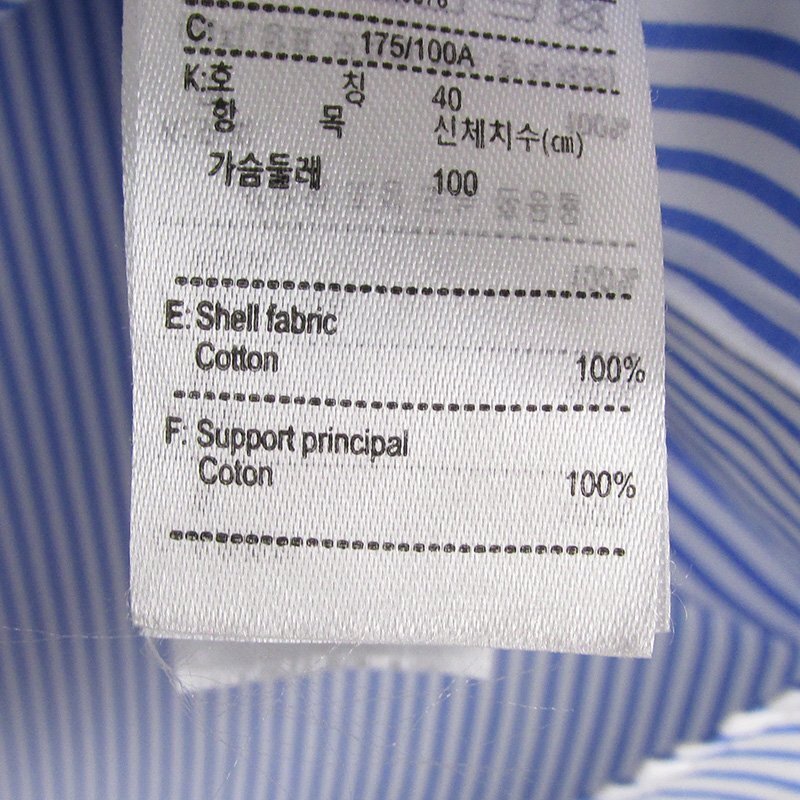 C: 175/100A
K:호 칭 40
항 목 신체치수(㎝)
가슴둘레 100
E: Shell fabric
Cotton 100%
F: Support principal
Coton 100%